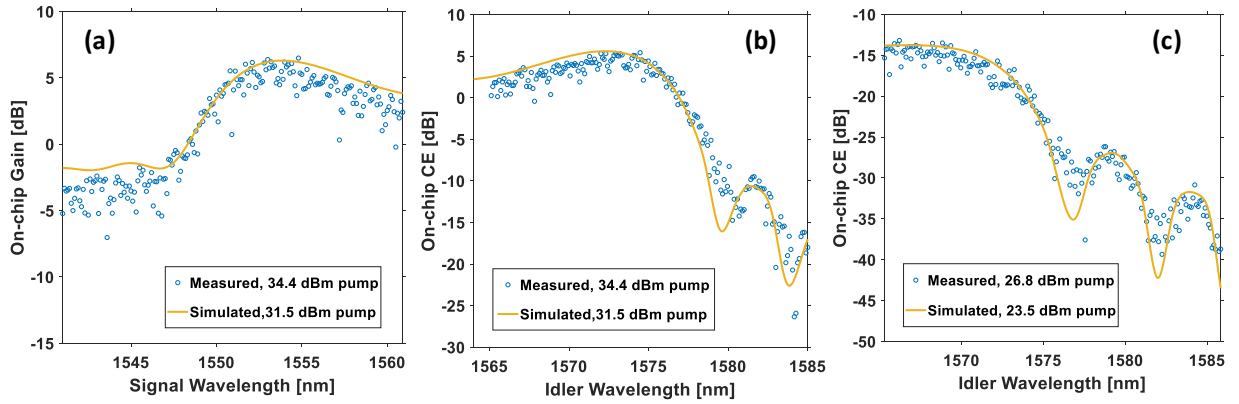 (a)
10
5
0
-5
-10
-15
On-chip Gain [dB]
1545
1550
1555
1560
Signal Wavelength [nm]
Measured, 34.4 dBm pump
Simulated,31.5 dBm pump
(b)
10
5
0
-5
-10
-15
-20
-25
-30
On-chip CE [dB]
1565
1570
1575
1580
1585
Idler Wavelength [nm]
Measured, 34.4 dBm pump
Simulated,31.5 dBm pump
(c)
-10
-15
-20
-25
-30
-35
-40
-45
-50
On-chip CE [dB]
1570
1575
1580
1585
Idler Wavelength [nm]
Measured, 26.8 dBm pump
Simulated, 23.5 dBm pump